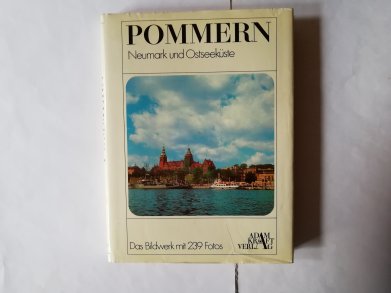 POMMERN
Neumark und Ostseeküste
Das Bildwerk mit 239 Fotos
ADAM
KRAFT
VERLAG